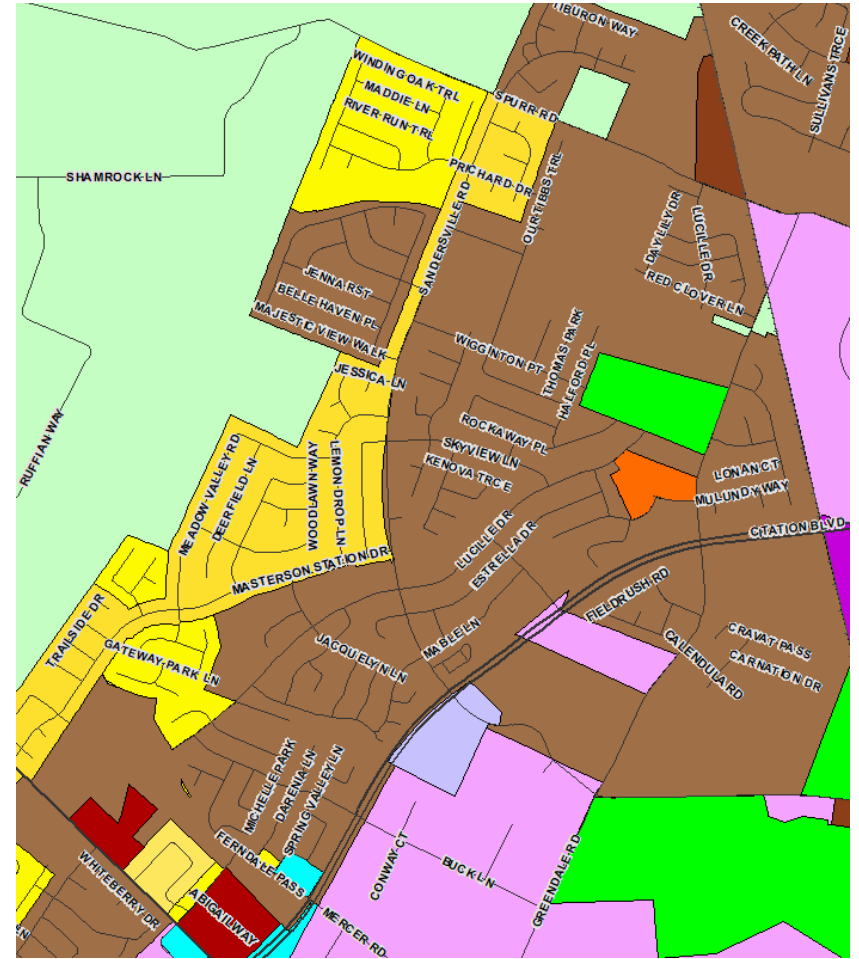 TIBURON WAY
CREEK PATH LN
SULLIVANS TRCE
WINDING OAK TRL
MADDIE LN
RIVER RUN TRL
SPURR RD
PRICHARD DR
SHAMROCK LN
SANDERSVILLE RD
OUR TIBBS TRL
DAY LILY DR
LUCILLE DR
RED CLOVER LN
JENNA RST
BELLE HAVEN PL
MAJESTIC VIEW WALK
JESSICA LN
WIGGINTON PT
THOMAS PARK
HALFORD PL
RUFFIAN WAY
ROCKAWAY PL
SKYVIEW LN
KENOVA TRCE
MEADOW VALLEY RD
DEERFIELD LN
WOODLAWN WAY
LEMON DROP LN
LONAN CT
MULUNDY WAY
CITATION BLVD
MASTERSON STATION DR
LUCILLE DR
ESTRELLA DR
FIELDRUSH RD
TRAILSIDE DR
GATEWAY PARK LN
JACQUELYN LN
MABLE LN
CALENDULA RD
CRAVAT PASS
CARNATION DR
MICHELLE PARK
DARENIA LN
SPRING VALLEY LN
FERNDALE PASS
WHITEBERRY DR
ABIGAIL WAY
CONWAY CT
BUCK LN
GREENDALE RD
MERCER RD
LN